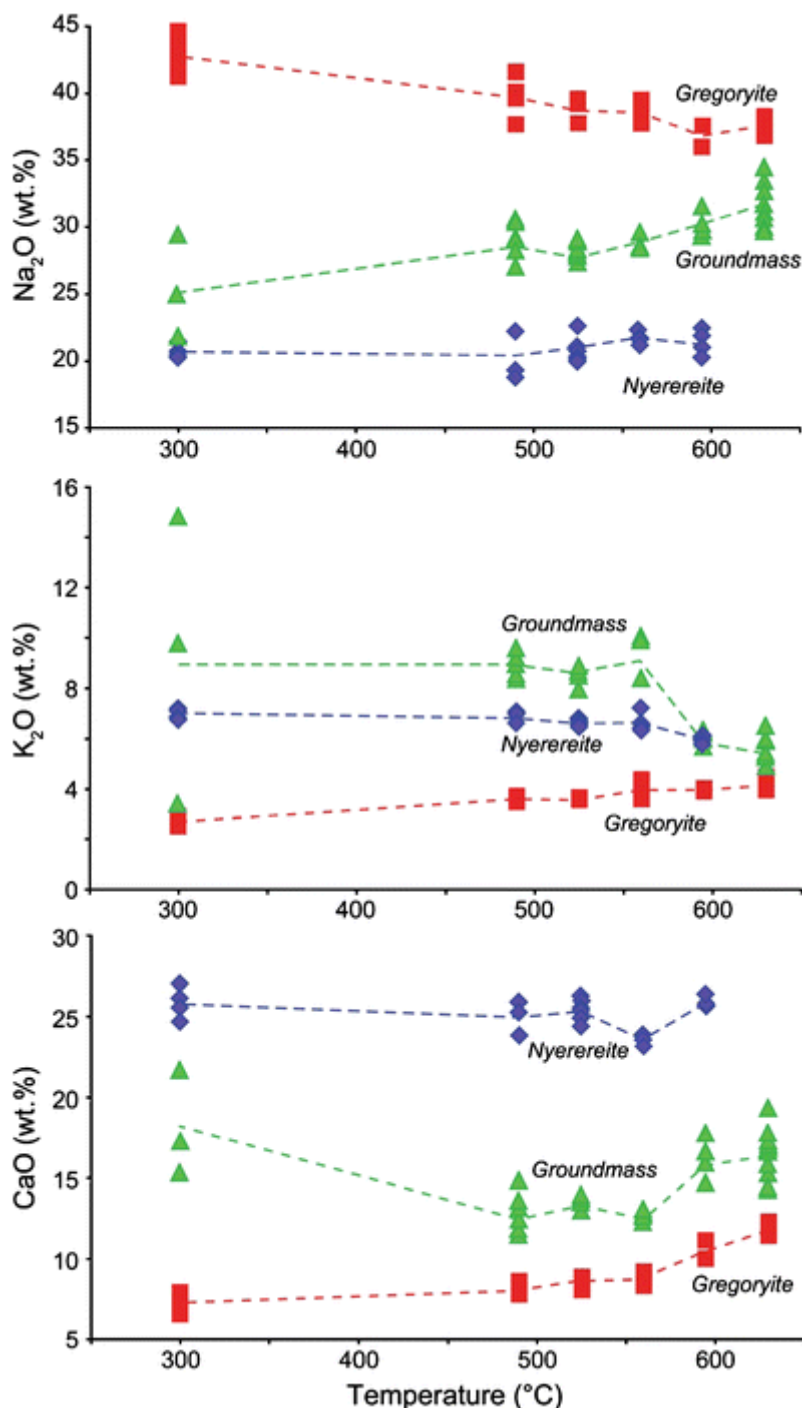 45
40
35
30
25
20
15
Na₂O (wt.%)
Gregoryite
Groundmass
Nyerereite
300
400
500
600
16
12
8
4
0
K₂O (wt.%)
Groundmass
Nyerereite
Gregoryite
300
400
500
600
30
25
20
15
10
5
CaO (wt.%)
Nyerereite
Groundmass
Gregoryite
300
400
500
600
Temperature (°C)